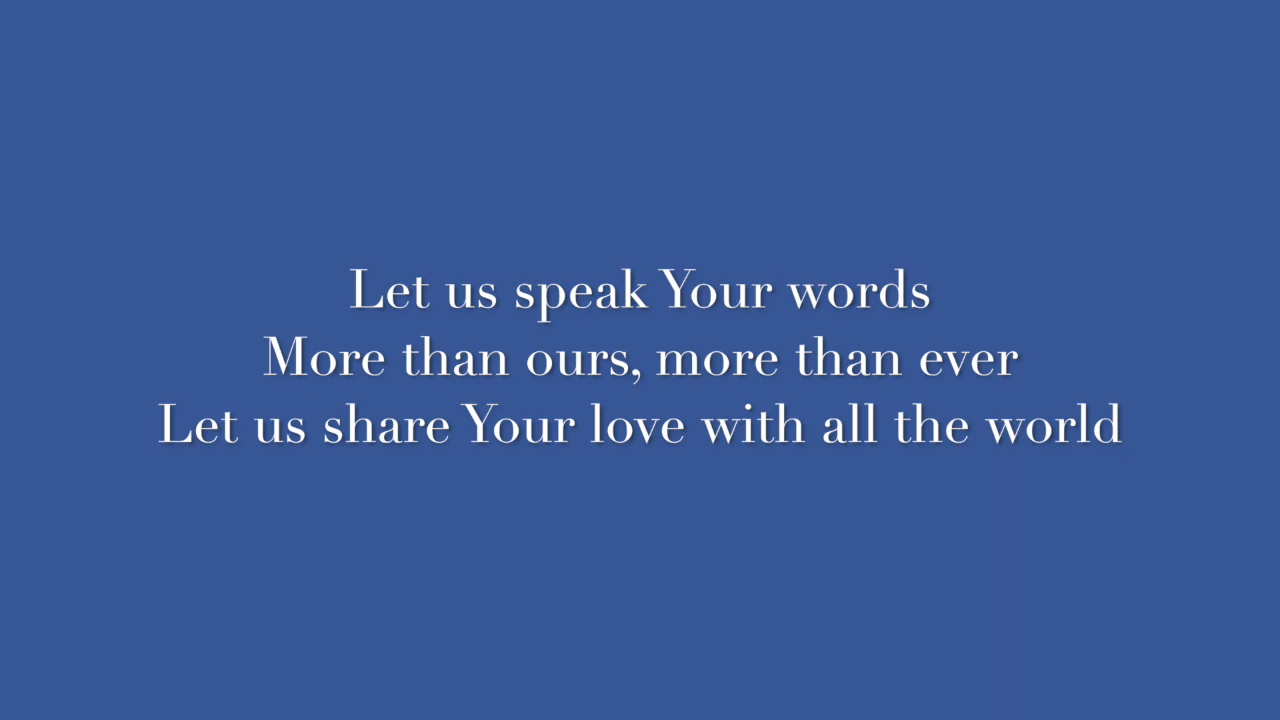 Let us speak Your words
More than ours, more than ever
Let us share Your love with all the world